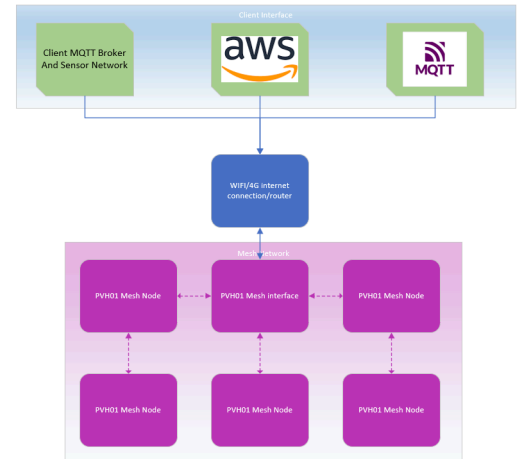 Client Interface
Client MQTT Broker
And Sensor Network
aws
MQTT
WIFI/4G internet
connection/router
Mesh Network
PVH01 Mesh Node
PVH01 Mesh interface
PVH01 Mesh Node
PVH01 Mesh Node
PVH01 Mesh Node
PVH01 Mesh Node